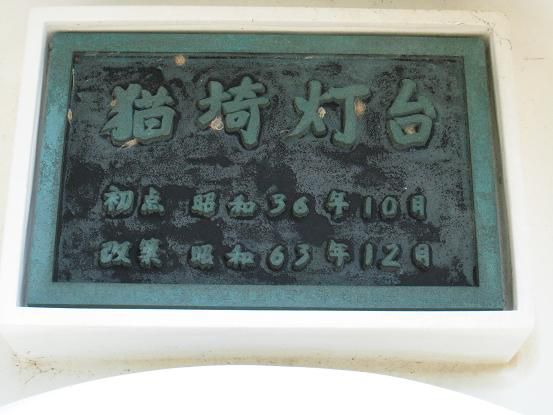 猫埼灯台
初点 昭和36年10月
改築 昭和63年12月